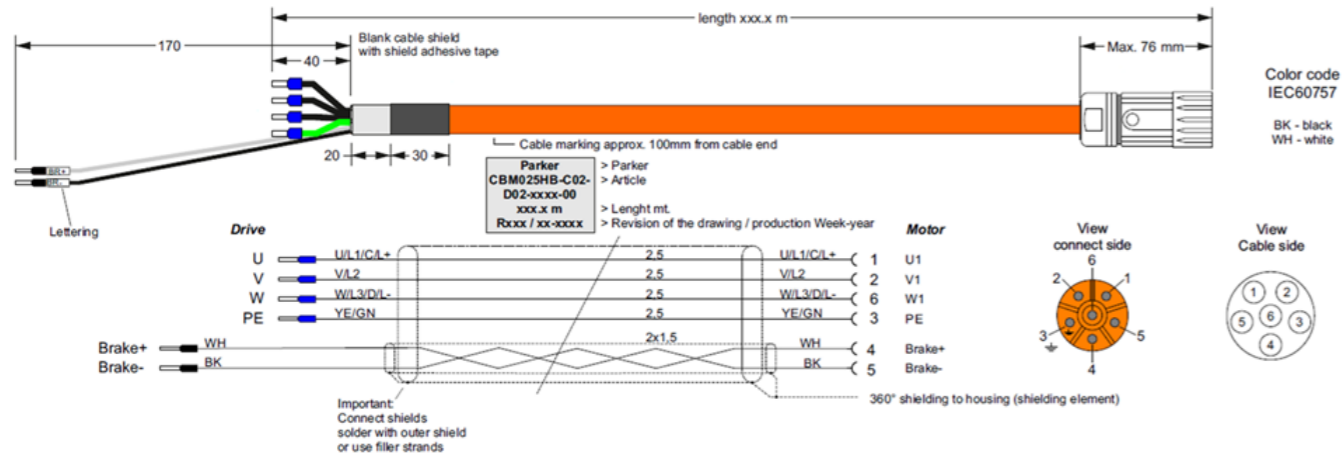 length xxx.x m
170
Blank cable shield
with shield adhesive tape
40
Max. 76 mm
Color code
IEC60757
BK - black
WH - white
Cable marking approx. 100mm from cable end
20
30
BR+
BR-
Lettering
Parker > Parker
CBM025HB-C02- > Article
D02-xxxx-00
xxx.x m > Lenght mt.
Rxxx / xx-xxxx > Revision of the drawing / production Week-year
Drive
Motor
View
connect side
View
Cable side
U U/L1/C/L+ 2,5 U/L1/C/L+ 1 U1
V V/L2 2,5 V/L2 2 V1
W W/L3/D/L- 2,5 W/L3/D/L- 6 W1
PE YE/GN 2,5 YE/GN 3 PE
2x1,5
Brake+ WH WH 4 Brake+
Brake- BK BK 5 Brake-
6
2 1
3 5
4
1 2
5 6 3
4
360° shielding to housing (shielding element)
Important:
Connect shields
solder with outer shield
or use filler strands